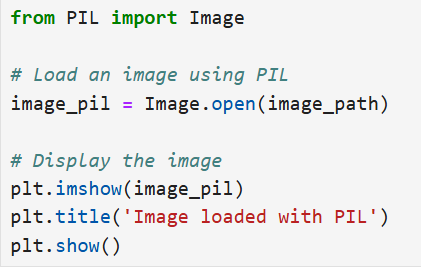 from PIL import Image
# Load an image using PIL
image_pil = Image.open(image_path)
# Display the image
plt.imshow(image_pil)
plt.title('Image loaded with PIL')
plt.show()